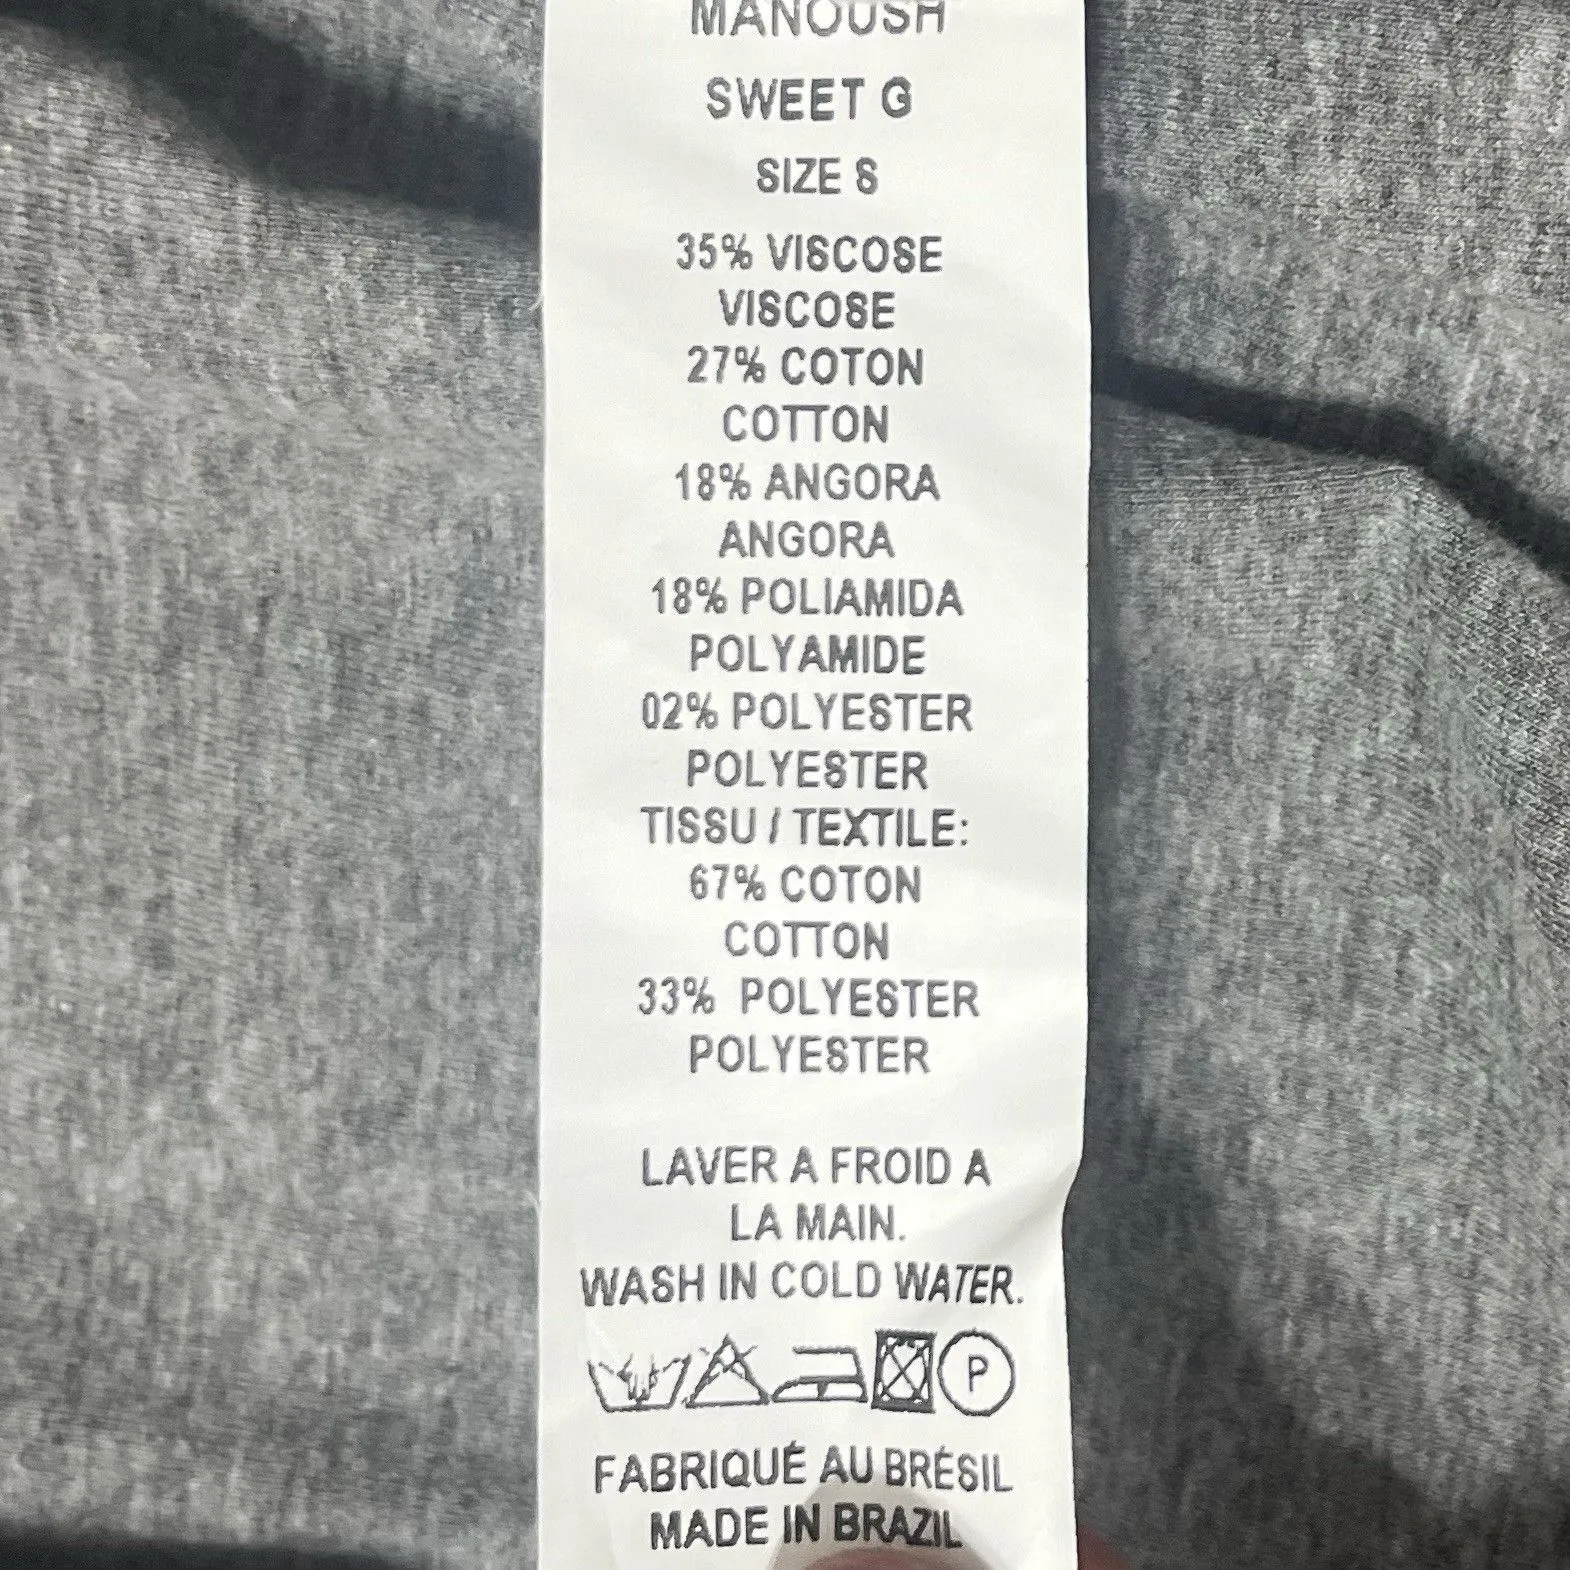 MANOUSH
SWEET G
SIZE S
35% VISCOSE
VISCOSE
27% COTON
COTTON
18% ANGORA
ANGORA
18% POLIAMIDA
POLYAMIDE
02% POLYESTER
POLYESTER
TISSU / TEXTILE:
67% COTON
COTTON
33% POLYESTER
POLYESTER
LAVER A FROID A
LA MAIN.
WASH IN COLD WATER.
P
FABRIQUÉ AU BRÉSIL
MADE IN BRAZIL